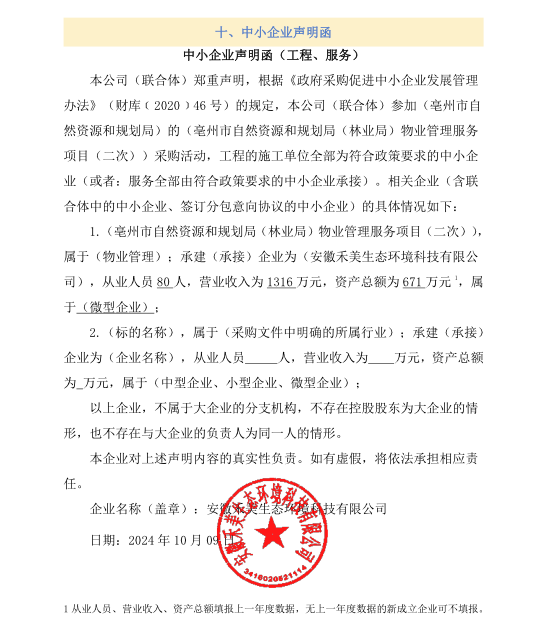 十、中小企业声明函
中小企业声明函（工程、服务）
本公司（联合体）郑重声明，根据《政府采购促进中小企业发展管理
办法》（财库﹝2020﹞46 号）的规定，本公司（联合体）参加（亳州市自
然资源和规划局）的（亳州市自然资源和规划局（林业局）物业管理服务
项目（二次））采购活动，工程的施工单位全部为符合政策要求的中小企
业（或者：服务全部由符合政策要求的中小企业承接）。相关企业（含联
合体中的中小企业、签订分包意向协议的中小企业）的具体情况如下：
1.（亳州市自然资源和规划局（林业局）物业管理服务项目（二次）），
属于（物业管理）；承建（承接）企业为（安徽禾美生态环境科技有限公
司），从业人员 80 人，营业收入为 1316 万元，资产总额为 671 万元 1，属
于（微型企业）；
2.（标的名称），属于（采购文件中明确的所属行业）；承建（承接）
企业为（企业名称），从业人员_____人，营业收入为____万元，资产总额
为_万元，属于（中型企业、小型企业、微型企业）；
以上企业，不属于大企业的分支机构，不存在控股股东为大企业的情
形，也不存在与大企业的负责人为同一人的情形。
本企业对上述声明内容的真实性负责。如有虚假，将依法承担相应责
任。
企业名称（盖章）：安徽禾美生态环境科技有限公司
日期：2024 年 10 月 09 日
安徽禾美生态环境科技有限公司
3416020521114
1 从业人员、营业收入、资产总额填报上一年度数据，无上一年度数据的新成立企业可不填报。